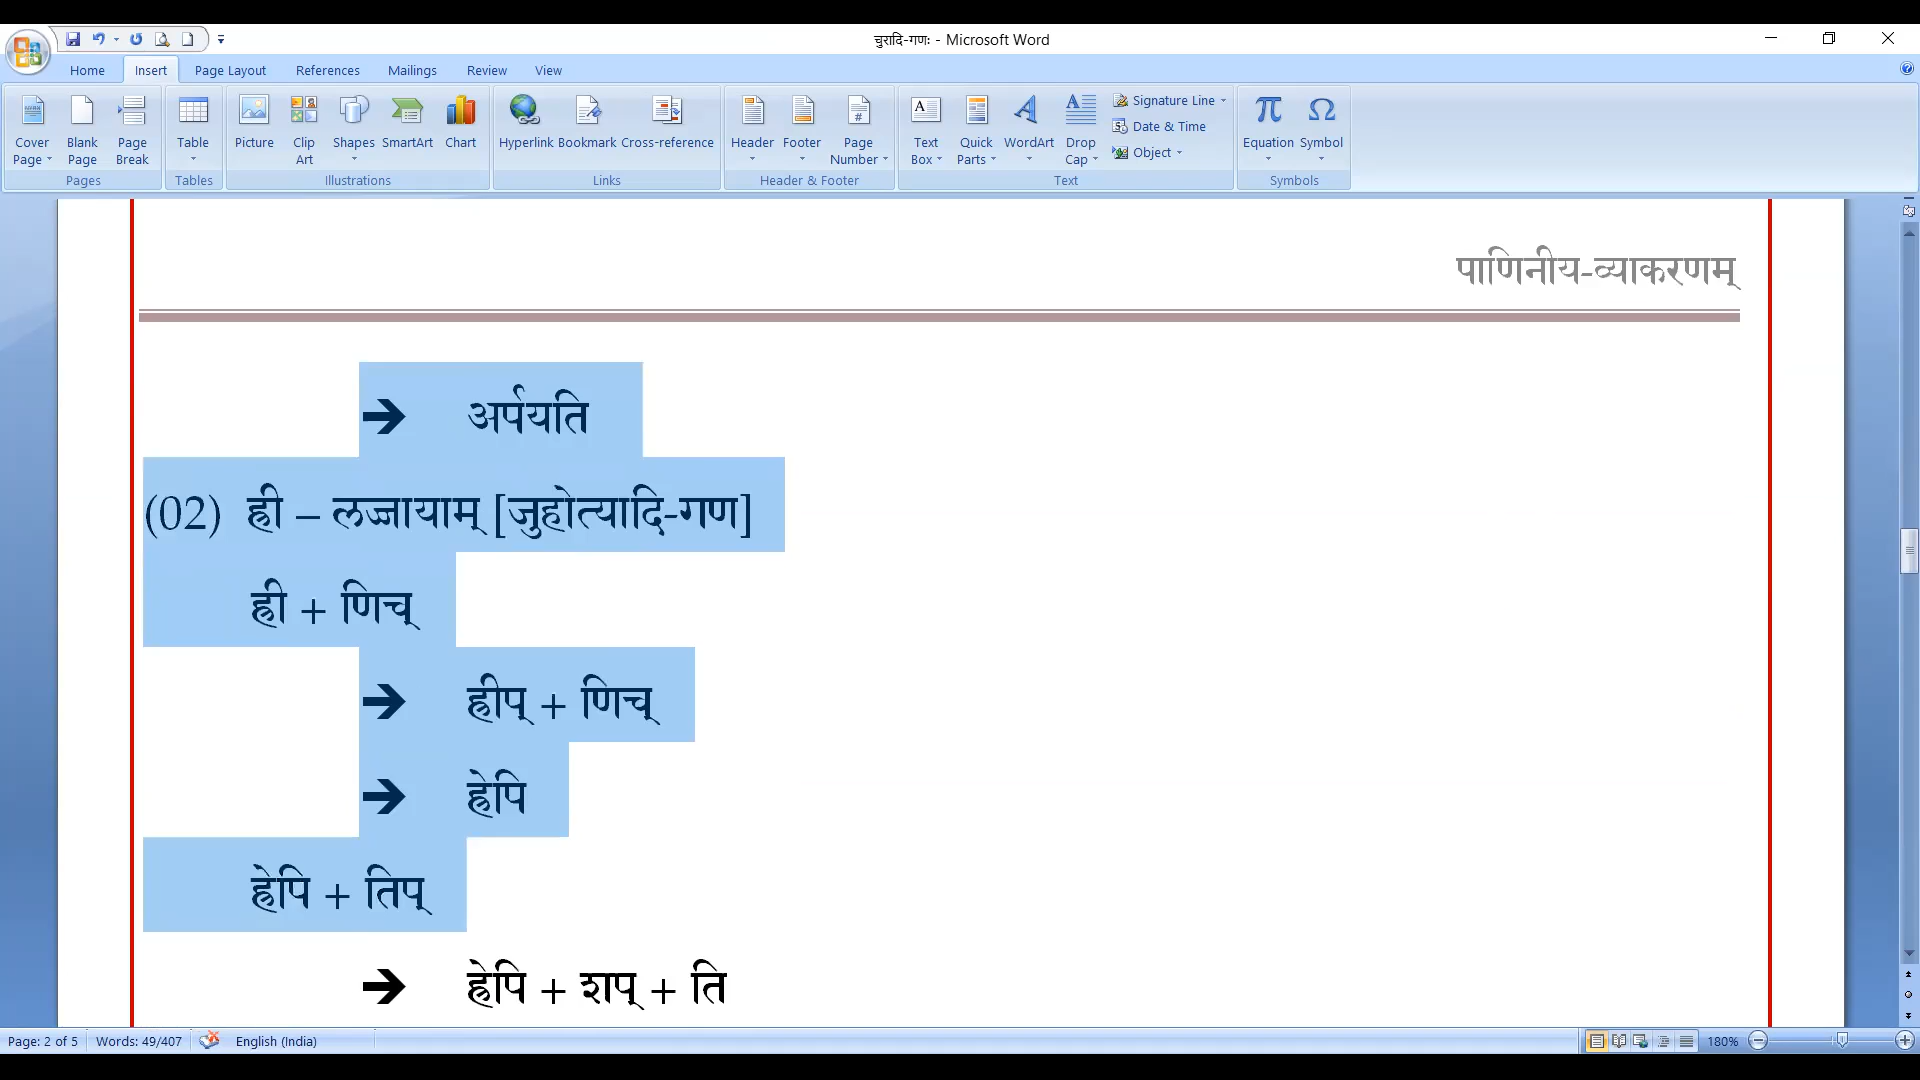 चुरादि-गणः - Microsoft Word
Home Insert Page Layout References Mailings Review View
Cover Page Blank Page Page Break Table Picture Clip Art Shapes SmartArt Chart Hyperlink Bookmark Cross-reference Header Footer Page Number Text Box Quick Parts WordArt Drop Cap Signature Line Date & Time Object Equation Symbol
Pages Tables Illustrations Links Header & Footer Text Symbols
पाणिनीय-व्याकरणम्
➔ अर्पयति
(02) ह्री – लज्जायाम् [जुहोत्यादि-गण]
ह्री + णिच्
➔ ह्रीप् + णिच्
➔ ह्रेपि
ह्रेपि + तिप्
➔ ह्रेपि + शप् + ति
Page: 2 of 5 Words: 49/407 English (India) 180%